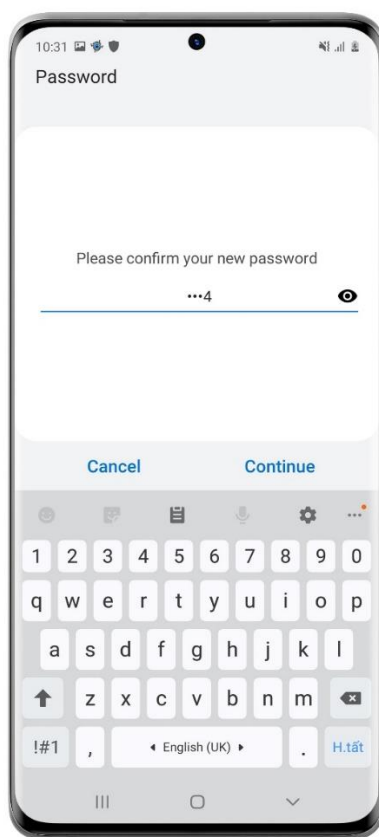 10:31
Password
Please confirm your new password
•••4
Cancel Continue
1 2 3 4 5 6 7 8 9 0
q w e r t y u i o p
a s d f g h j k l
z x c v b n m
!#1 , English (UK) . H.tất